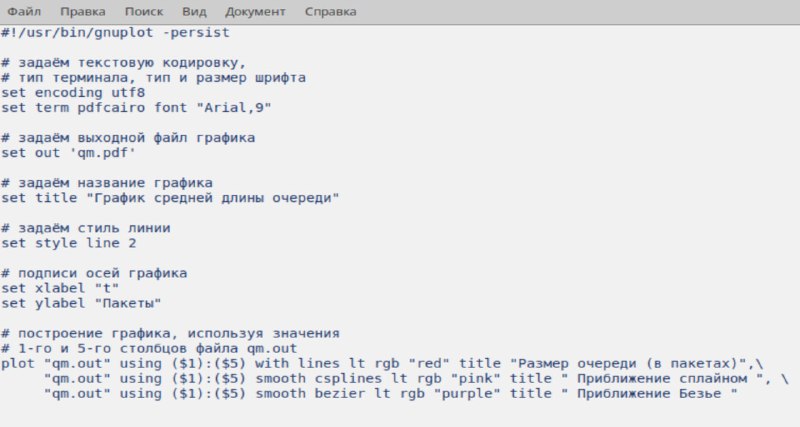 Файл Правка Поиск Вид Документ Справка
#!/usr/bin/gnuplot -persist
# задаём текстовую кодировку,
# тип терминала, тип и размер шрифта
set encoding utf8
set term pdfcairo font "Arial,9"
# задаём выходной файл графика
set out 'qm.pdf'
# задаём название графика
set title "График средней длины очереди"
# задаём стиль линии
set style line 2
# подписи осей графика
set xlabel "t"
set ylabel "Пакеты"
# построение графика, используя значения
# 1-го и 5-го столбцов файла qm.out
plot "qm.out" using ($1):($5) with lines lt rgb "red" title "Размер очереди (в пакетах)",\
"qm.out" using ($1):($5) smooth csplines lt rgb "pink" title " Приближение сплайном ", \
"qm.out" using ($1):($5) smooth bezier lt rgb "purple" title " Приближение Безье "